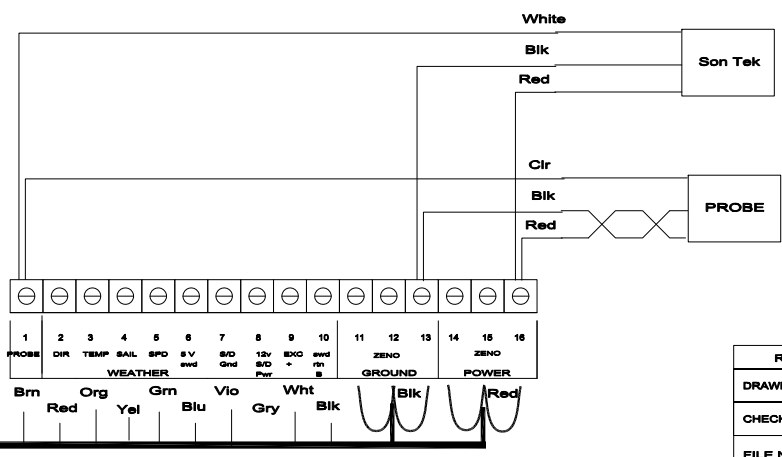 White
Blk
Son Tek
Red
Clr
Blk
PROBE
Red
1 2 3 4 5 6 7 8 9 10 11 12 13 14 15 16
PROBE DIR TEMP SAIL SPD 5 V S/D 12v EXC swd ZENO ZENO
swd Gnd S/D + rtn
WEATHER Pwr B GROUND POWER
Brn Org Grn Vio Wht Blk Red
Red Yel Blu Gry Blk
R
DRAW
CHECK
FILE N